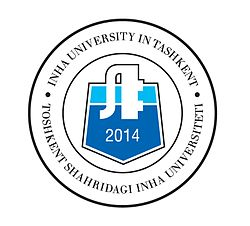 · INHA UNIVERSITY IN TASHKENT ·
TOSHKENT SHAHRIDAGI INHA UNIVERSITETI
2014